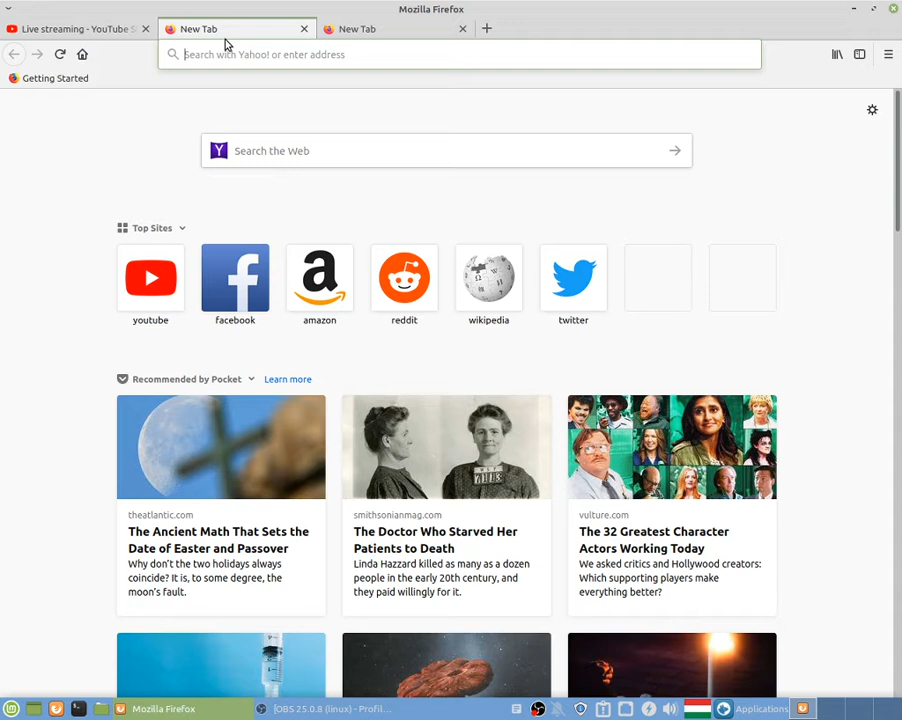 Mozilla Firefox
Live streaming - YouTube S
New Tab
New Tab
Search with Yahoo! or enter address
Getting Started
Search the Web
Top Sites
youtube
facebook
amazon
reddit
wikipedia
twitter
Recommended by Pocket
Learn more
theatlantic.com
The Ancient Math That Sets the
Date of Easter and Passover
Why don't the two holidays always
coincide? It is, to some degree, the
moon's fault.
smithsonianmag.com
The Doctor Who Starved Her
Patients to Death
Linda Hazzard killed as many as a dozen
people in the early 20th century, and
they paid willingly for it.
vulture.com
The 32 Greatest Character
Actors Working Today
We asked critics and Hollywood creators:
Which supporting players make
everything better?
Mozilla Firefox
[OBS 25.0.8 (linux) - Profil...
Applications